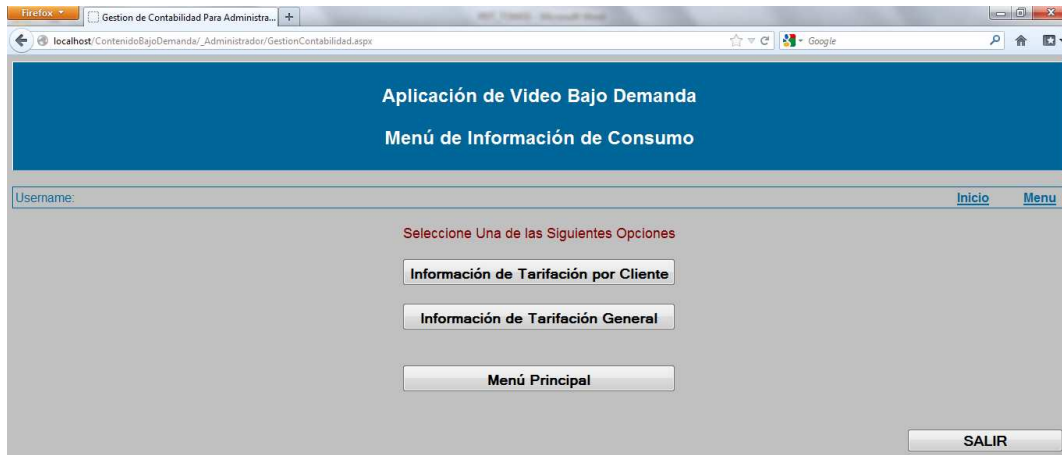 Firefox
Gestion de Contabilidad Para Administra... +
localhost/ContenidoBajoDemanda/_Administrador/GestionContabilidad.aspx
Google
Aplicación de Video Bajo Demanda
Menú de Información de Consumo
Username:
Inicio Menu
Seleccione Una de las Siguientes Opciones
Información de Tarifación por Cliente
Información de Tarifación General
Menú Principal
SALIR